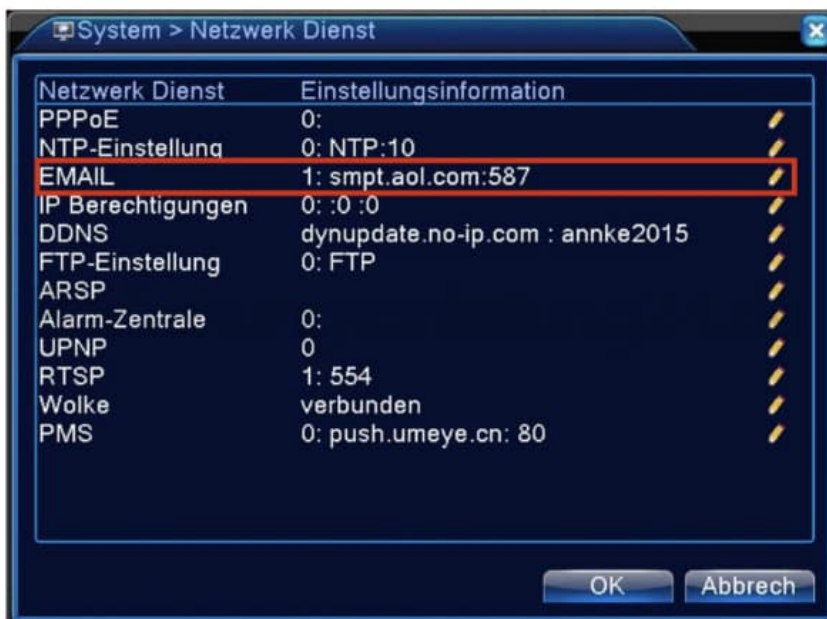 System > Netzwerk Dienst
Netzwerk Dienst Einstellungsinformation
PPPoE 0:
NTP-Einstellung 0: NTP:10
EMAIL 1: smpt.aol.com:587
IP Berechtigungen 0: :0 :0
DDNS dynupdate.no-ip.com : annke2015
FTP-Einstellung 0: FTP
ARSP
Alarm-Zentrale 0:
UPNP 0
RTSP 1: 554
Wolke verbunden
PMS 0: push.umeye.cn: 80
OK Abbrech